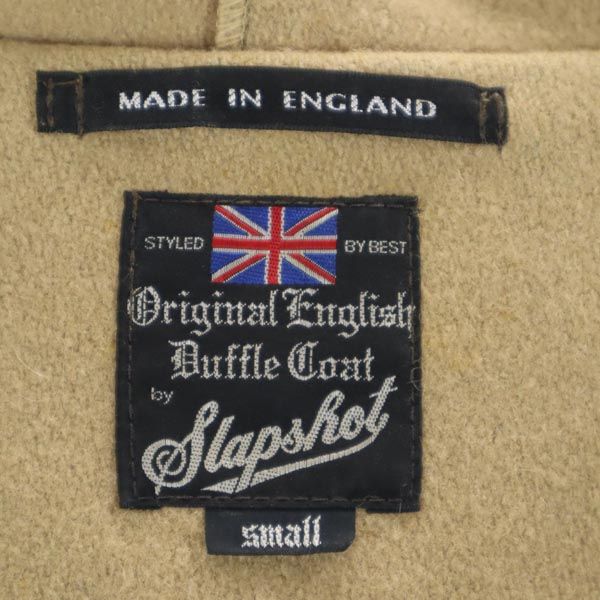 MADE IN ENGLAND
STYLED BY BEST
Original English
Duffle Coat
by
Slapshot
small